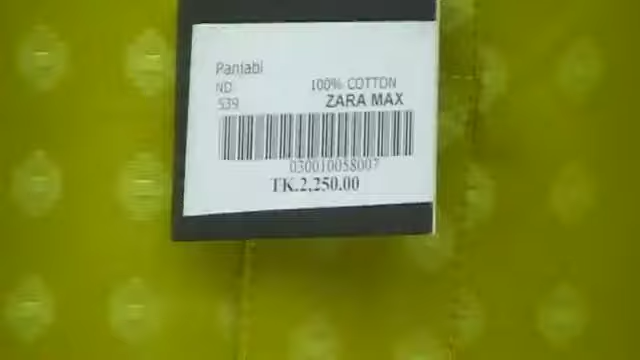 Panjabi
ND 100% COTTON
539 ZARA MAX
030010058007
TK.2,250.00